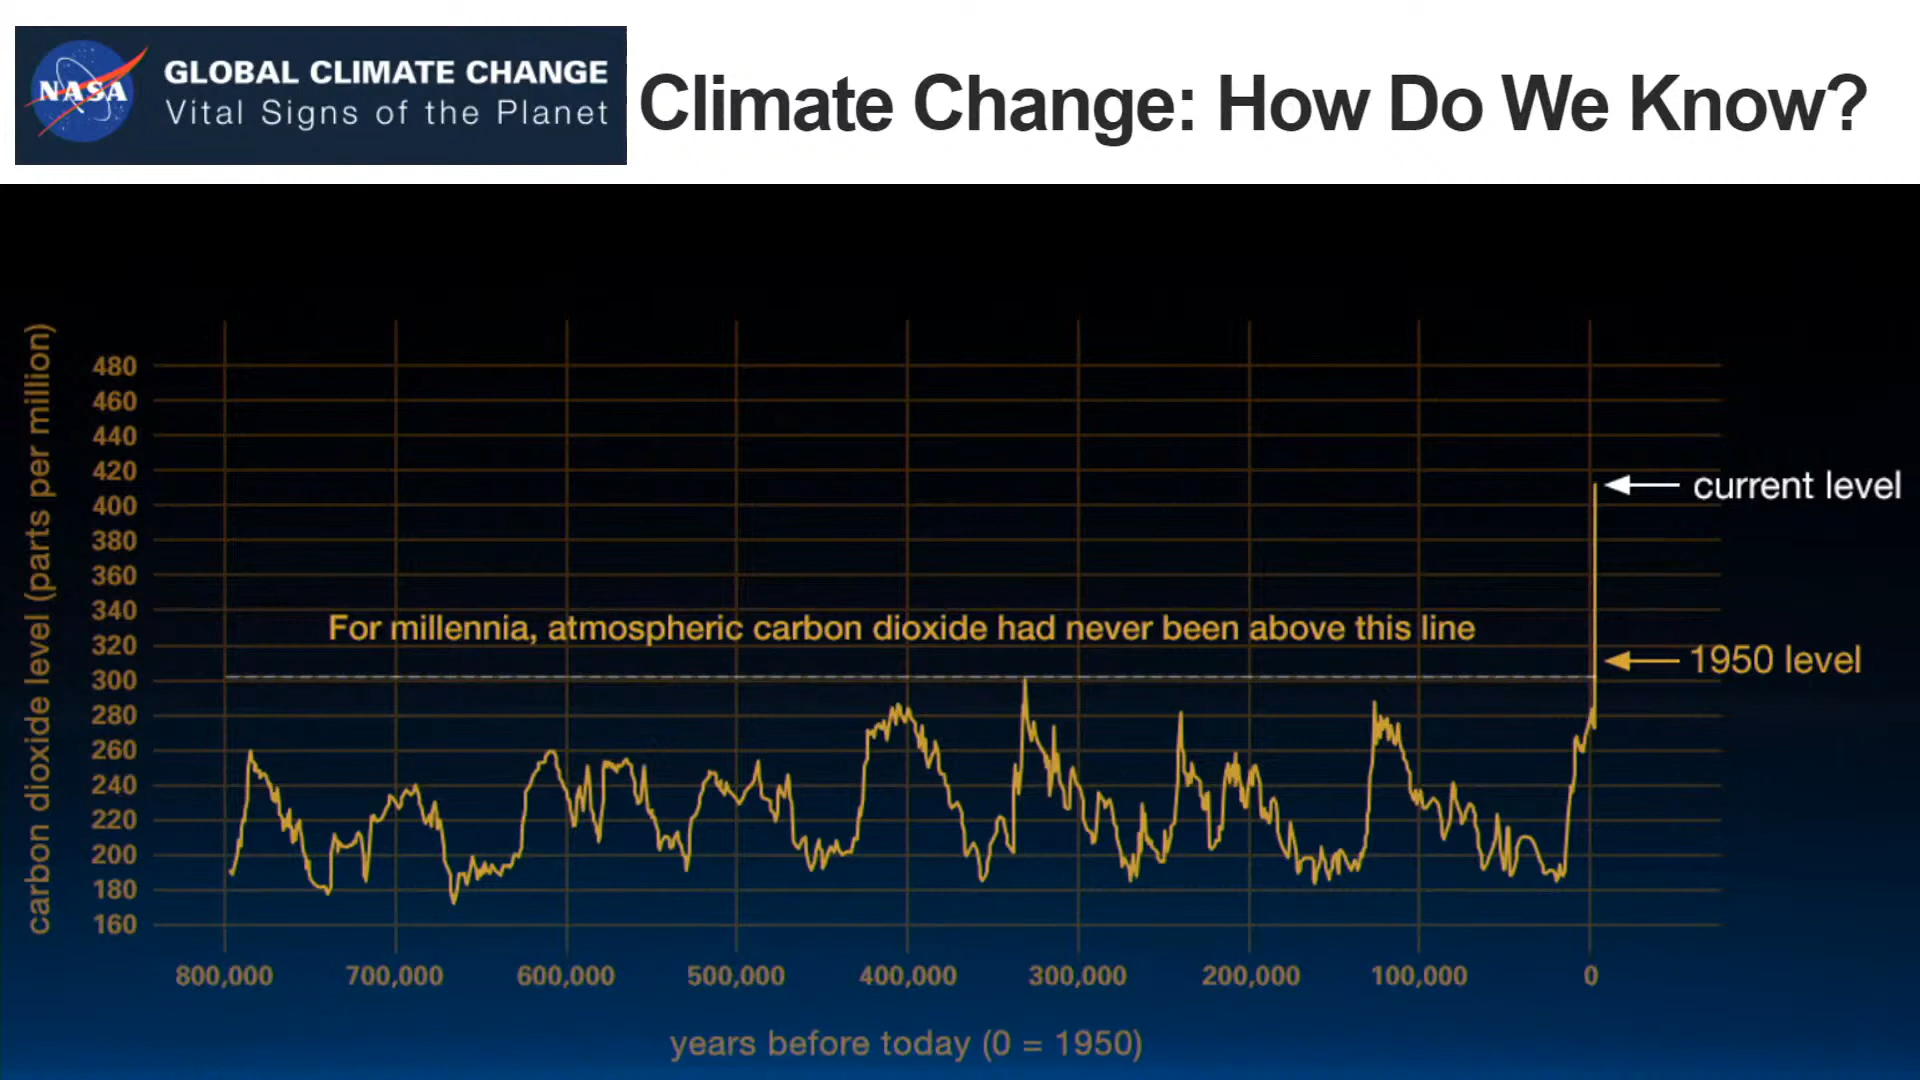 NASA
GLOBAL CLIMATE CHANGE
Vital Signs of the Planet
Climate Change: How Do We Know?
carbon dioxide level (parts per million)
480
460
440
420
400
380
360
340
320
300
280
260
240
220
200
180
160
current level
For millennia, atmospheric carbon dioxide had never been above this line
1950 level
800,000 700,000 600,000 500,000 400,000 300,000 200,000 100,000 0
years before today (0 = 1950)